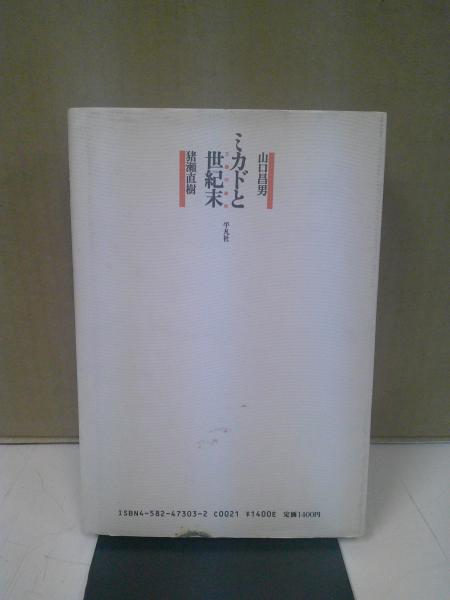 山口昌男
ミカドと
世紀末
猪瀬直樹
平凡社
ISBN4-582-47303-2 C0021 ¥1400E 定価1400円